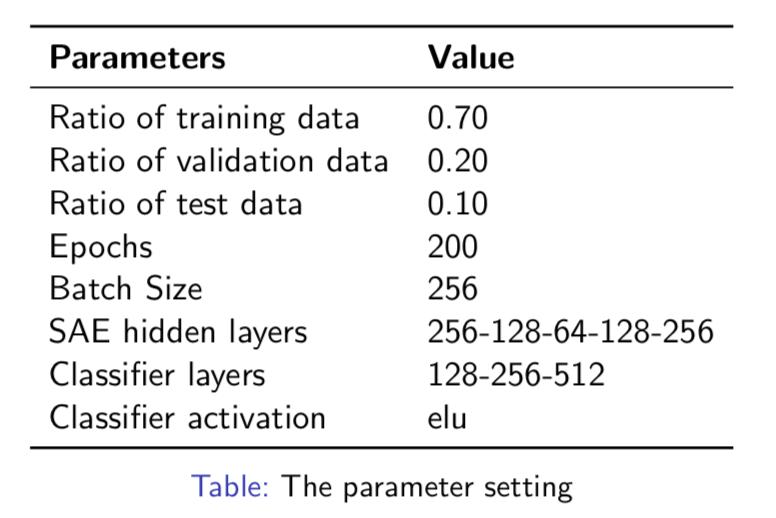 Parameters Value
Ratio of training data 0.70
Ratio of validation data 0.20
Ratio of test data 0.10
Epochs 200
Batch Size 256
SAE hidden layers 256-128-64-128-256
Classifier layers 128-256-512
Classifier activation elu
Table: The parameter setting